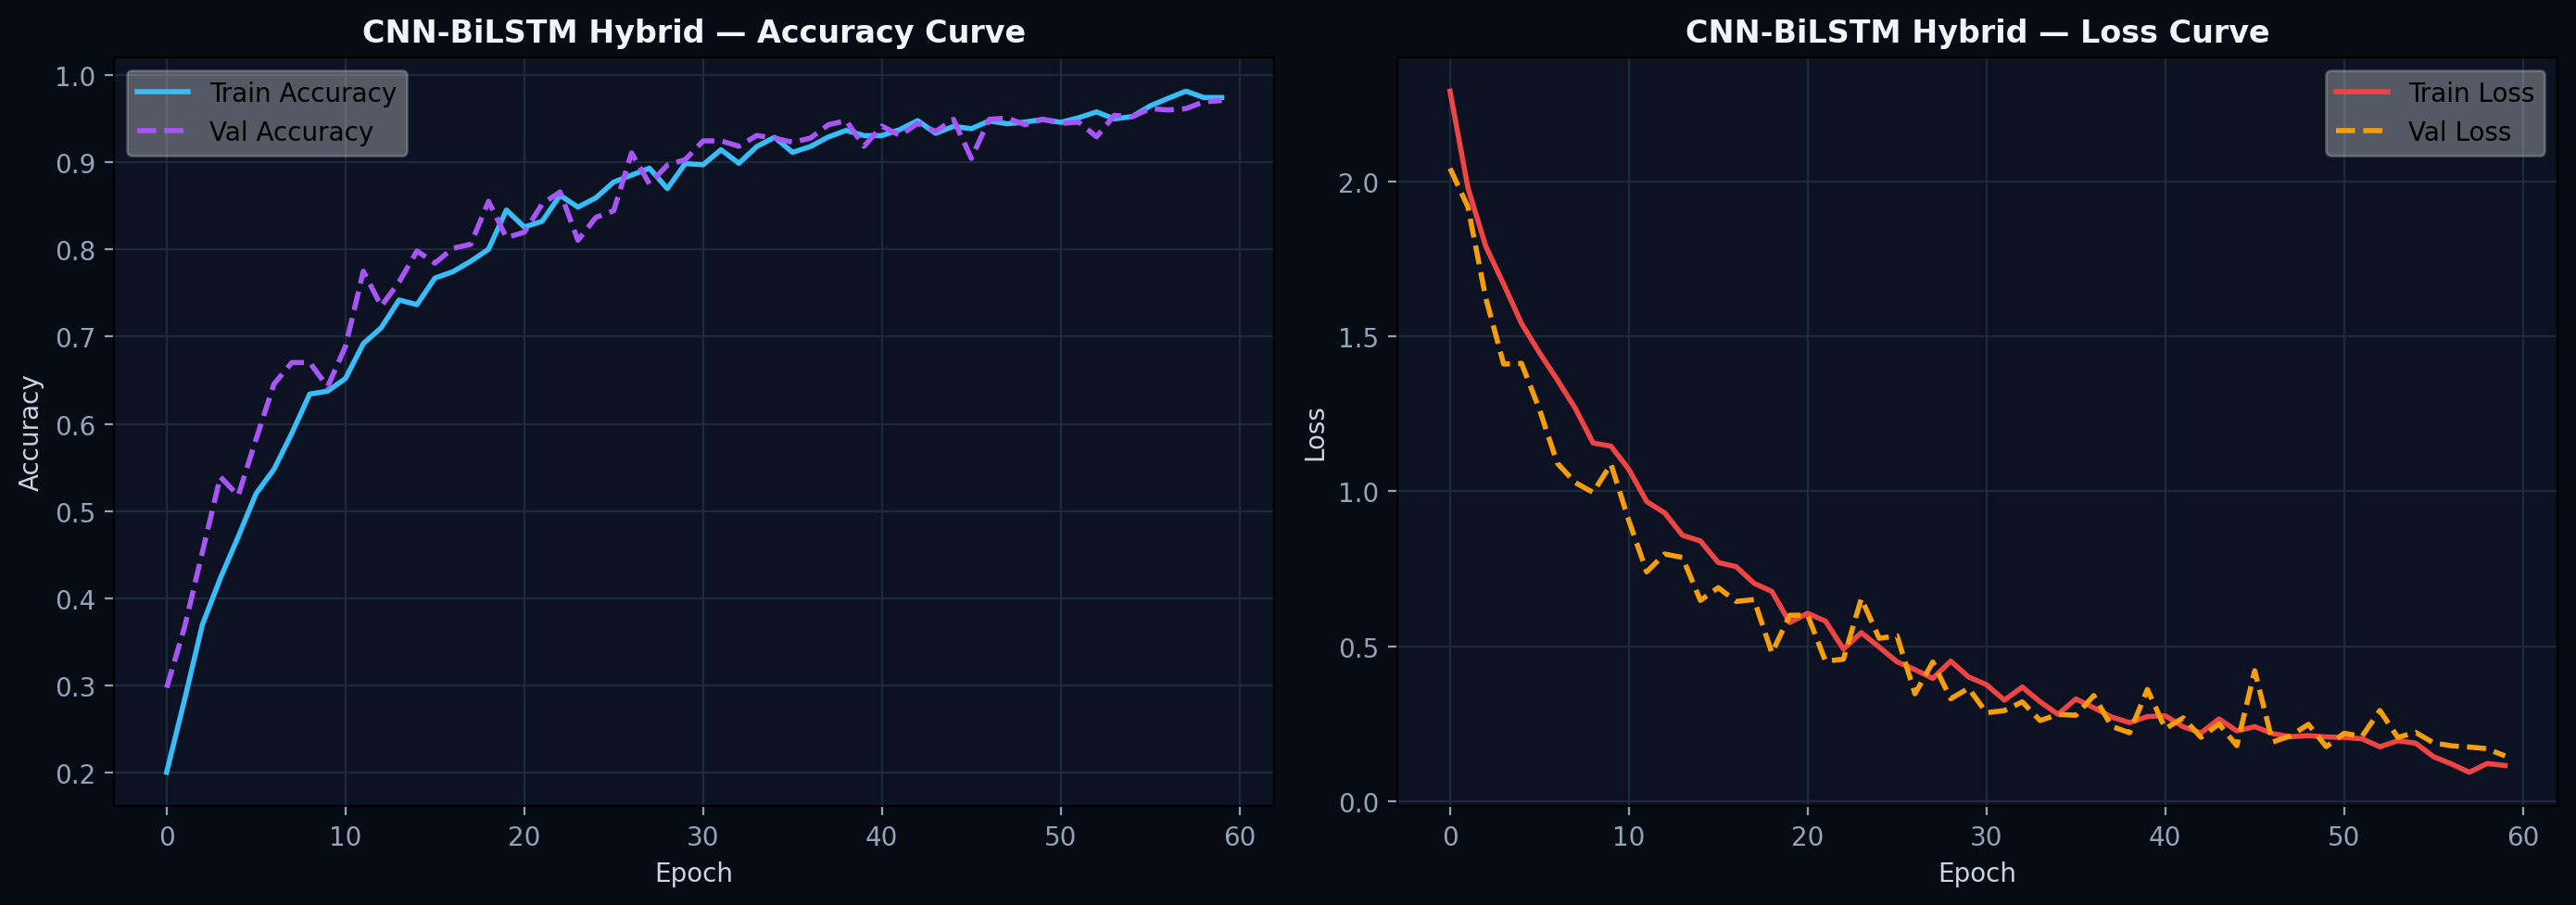 CNN-BiLSTM Hybrid — Accuracy Curve
Train Accuracy
Val Accuracy
Accuracy
1.0
0.9
0.8
0.7
0.6
0.5
0.4
0.3
0.2
0
10
20
30
40
50
60
Epoch
CNN-BiLSTM Hybrid — Loss Curve
Train Loss
Val Loss
Loss
2.0
1.5
1.0
0.5
0.0
0
10
20
30
40
50
60
Epoch